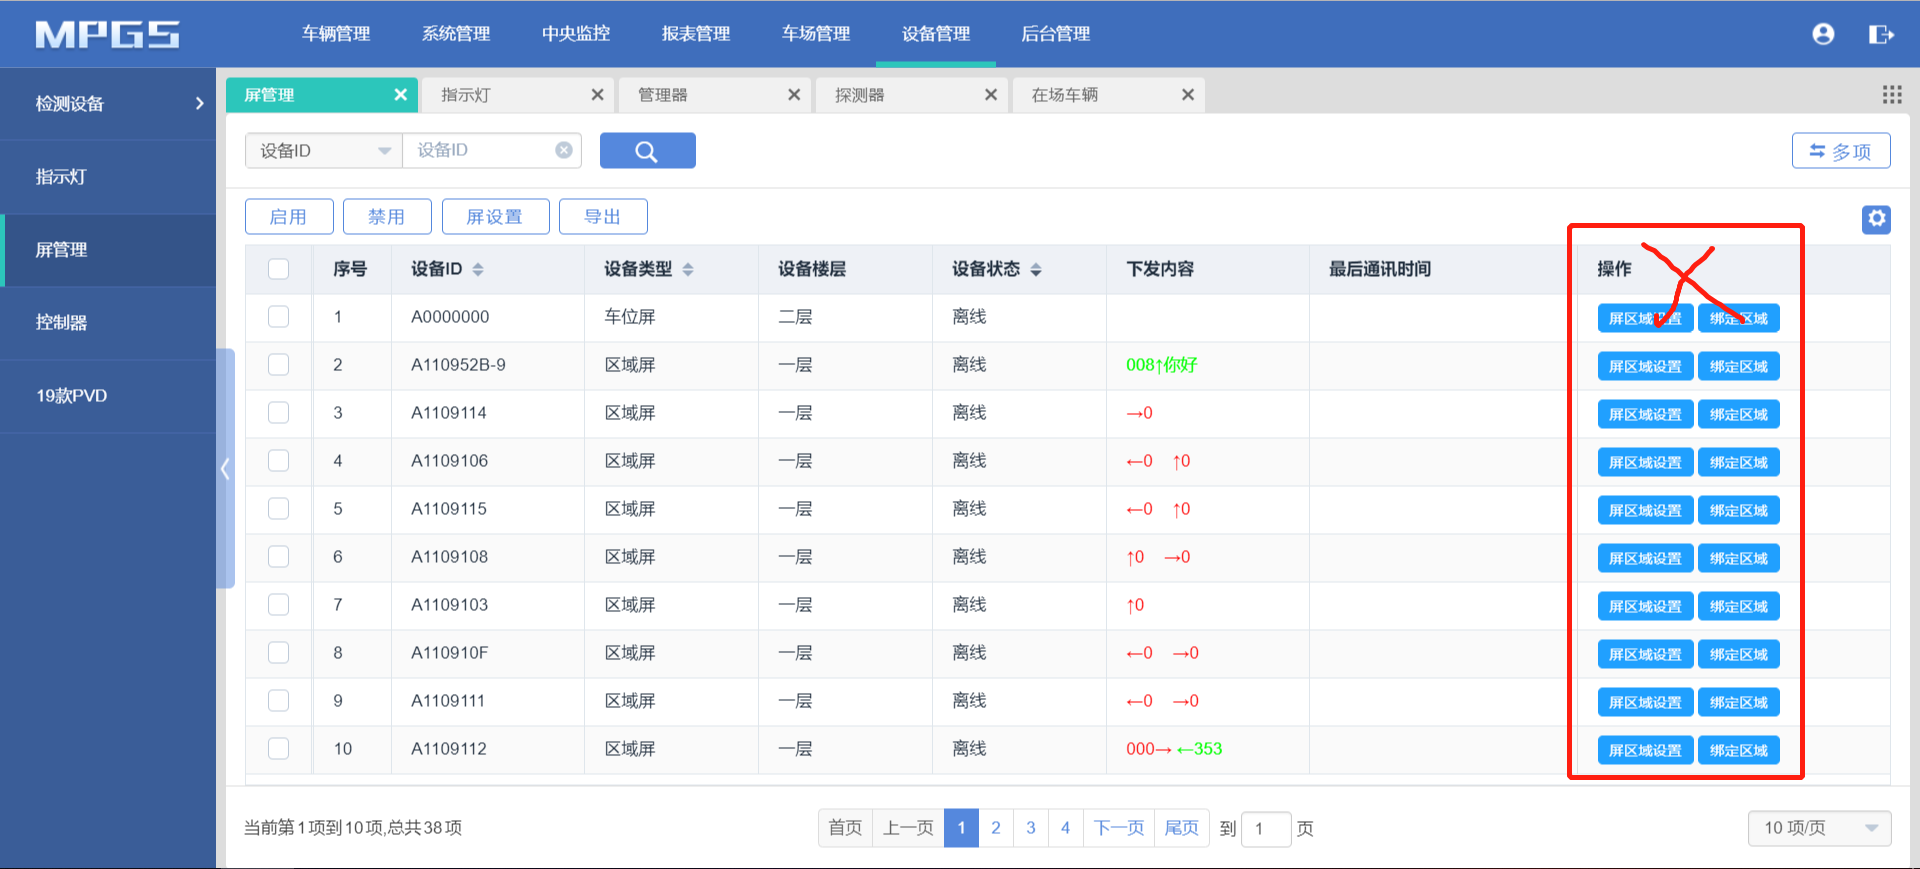 MPGS 车辆管理 系统管理 中央监控 报表管理 车场管理 设备管理 后台管理
检测设备
指示灯
屏管理
控制器
19款PVD
屏管理 指示灯 管理器 探测器 在场车辆
设备ID 设备ID 多项
启用 禁用 屏设置 导出
序号 设备ID 设备类型 设备楼层 设备状态 下发内容 最后通讯时间 操作
1 A0000000 车位屏 二层 离线 屏区域设置 绑定区域
2 A110952B-9 区域屏 一层 离线 008↑你好 屏区域设置 绑定区域
3 A1109114 区域屏 一层 离线 →0 屏区域设置 绑定区域
4 A1109106 区域屏 一层 离线 ←0 ↑0 屏区域设置 绑定区域
5 A1109115 区域屏 一层 离线 ←0 ↑0 屏区域设置 绑定区域
6 A1109108 区域屏 一层 离线 ↑0 →0 屏区域设置 绑定区域
7 A1109103 区域屏 一层 离线 ↑0 屏区域设置 绑定区域
8 A110910F 区域屏 一层 离线 ←0 →0 屏区域设置 绑定区域
9 A1109111 区域屏 一层 离线 ←0 →0 屏区域设置 绑定区域
10 A1109112 区域屏 一层 离线 000→ ←353 屏区域设置 绑定区域
当前第1项到10项,总共38项 首页 上一页 1 2 3 4 下一页 尾页 到 1 页 10 项/页